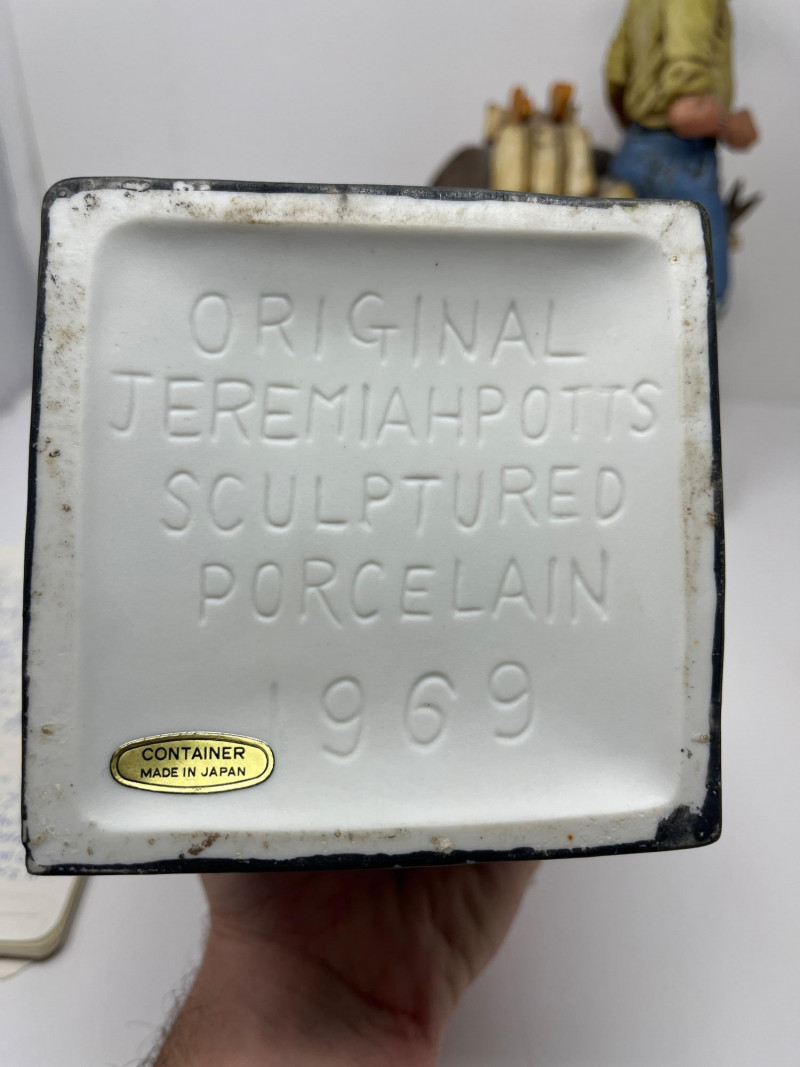 ORIGINAL
JEREMIAHPOTTS
SCULPTURED
PORCELAIN
1969
CONTAINER
MADE IN JAPAN